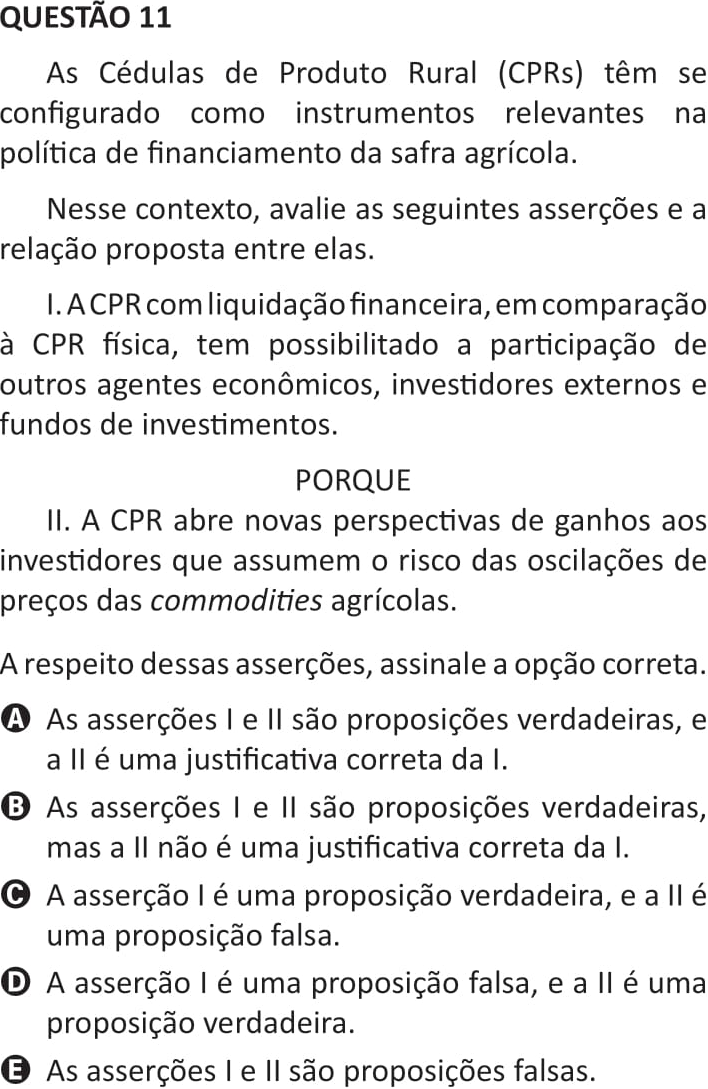 QUESTÃO 11
As Cédulas de Produto Rural (CPRs) têm se
configurado como instrumentos relevantes na
política de financiamento da safra agrícola.
Nesse contexto, avalie as seguintes asserções e a
relação proposta entre elas.
I. A CPR com liquidação financeira, em comparação
à CPR física, tem possibilitado a participação de
outros agentes econômicos, investidores externos e
fundos de investimentos.
PORQUE
II. A CPR abre novas perspectivas de ganhos aos
investidores que assumem o risco das oscilações de
preços das commodities agrícolas.
A respeito dessas asserções, assinale a opção correta.
A As asserções I e II são proposições verdadeiras, e
a II é uma justificativa correta da I.
B As asserções I e II são proposições verdadeiras,
mas a II não é uma justificativa correta da I.
C A asserção I é uma proposição verdadeira, e a II é
uma proposição falsa.
D A asserção I é uma proposição falsa, e a II é uma
proposição verdadeira.
E As asserções I e II são proposições falsas.